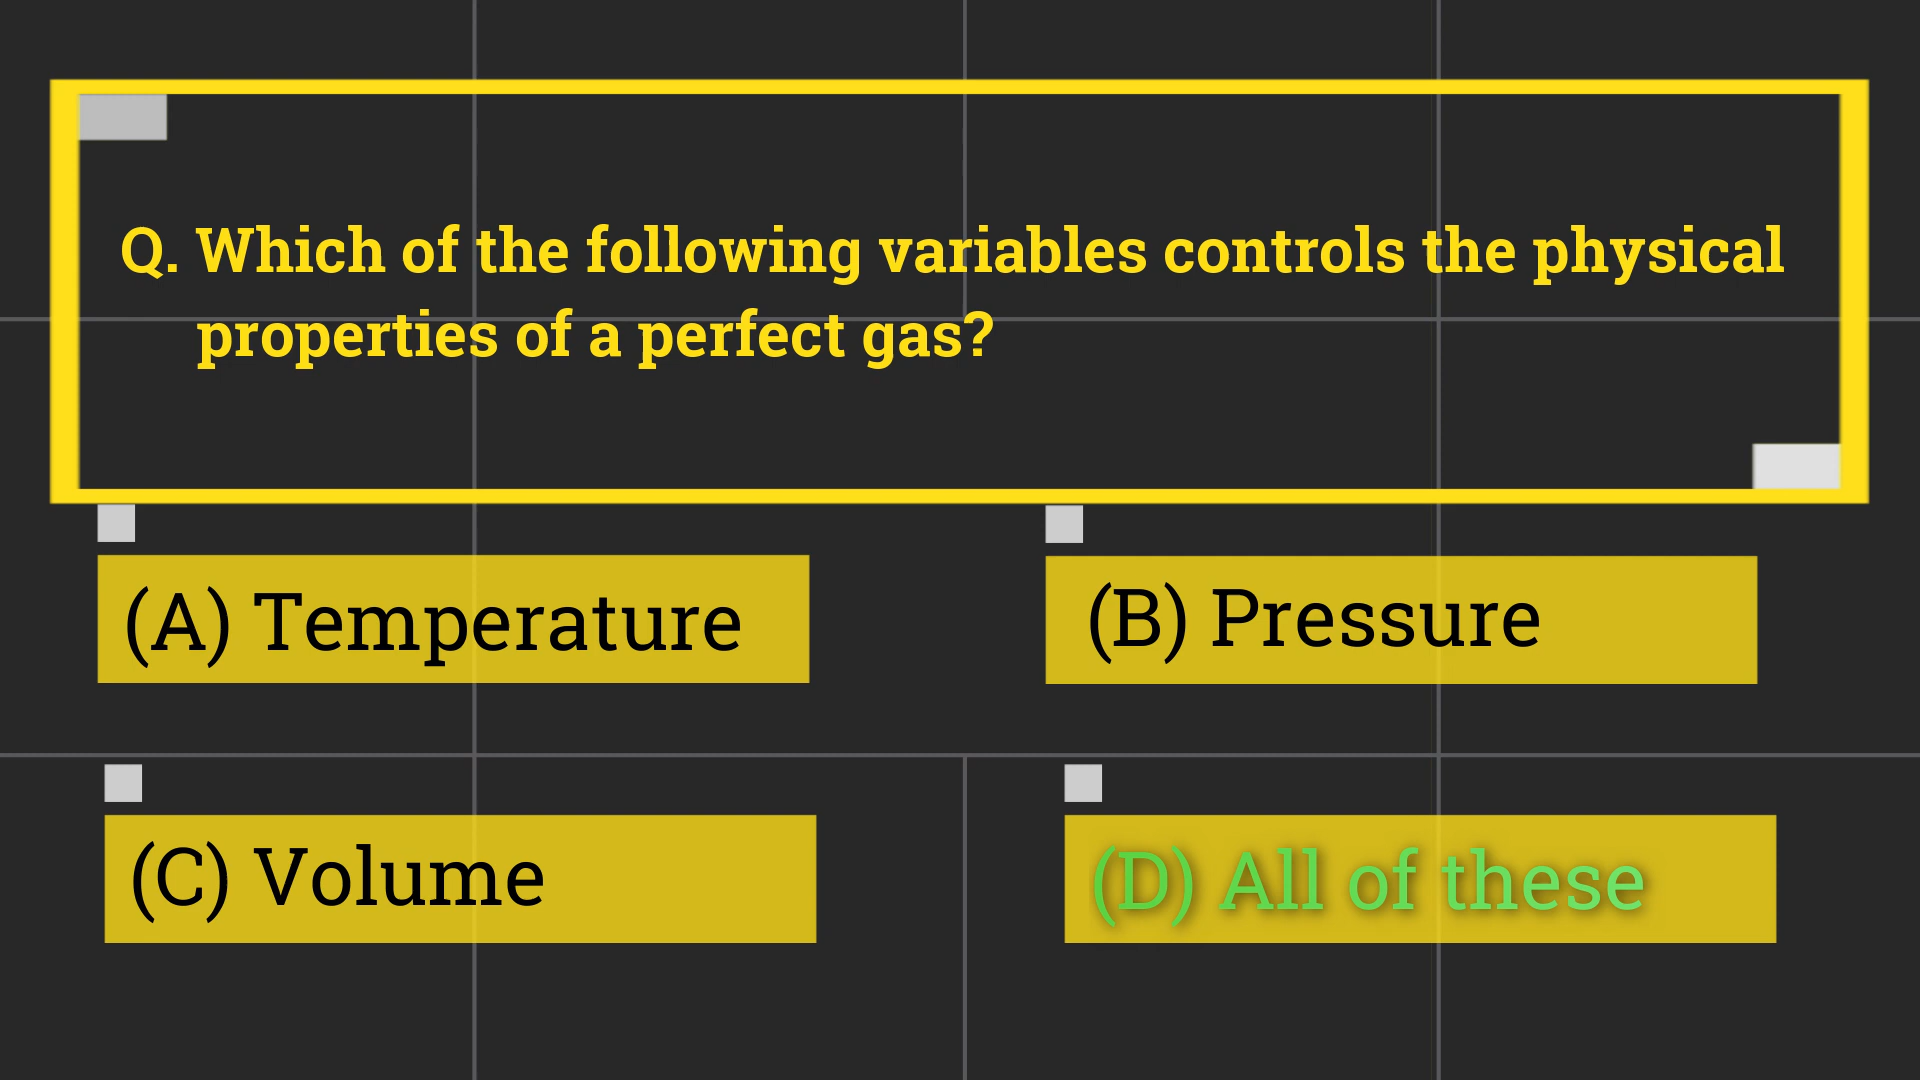 Q. Which of the following variables controls the physical
properties of a perfect gas?
(A) Temperature
(B) Pressure
(C) Volume
(D) All of these